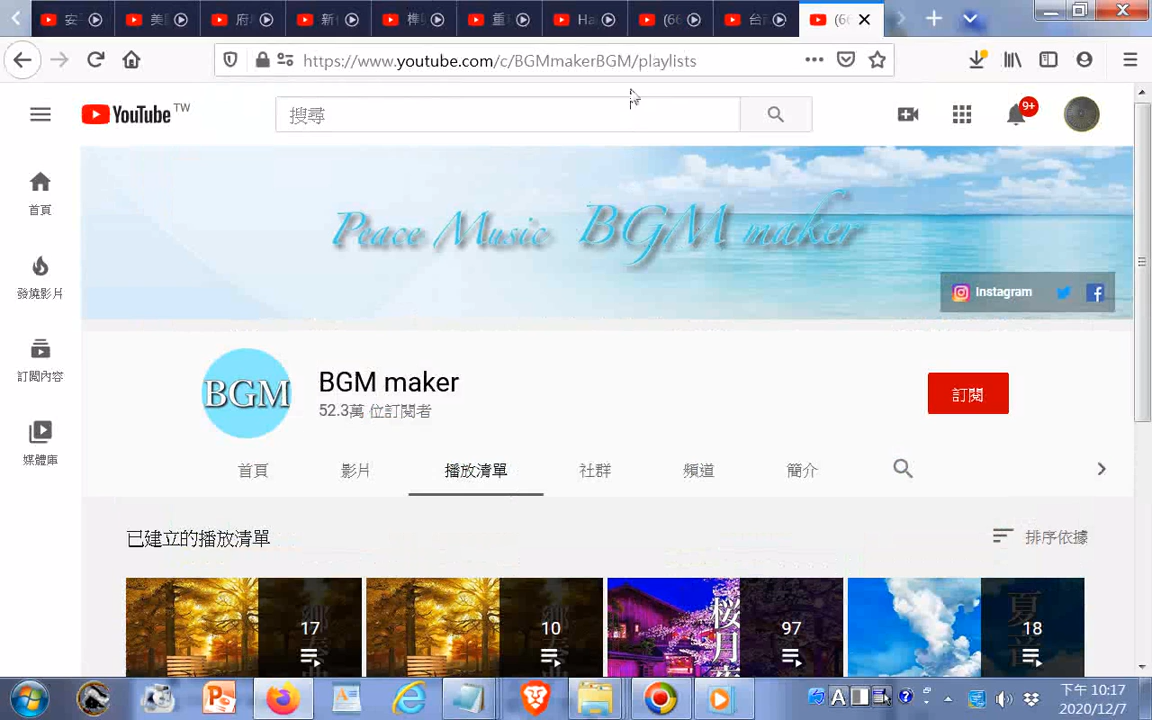 安
美
府
新
樺
重
Ha
(66
台
(66
https://www.youtube.com/c/BGMmakerBGM/playlists
YouTube TW
搜尋
9+
首頁
發燒影片
訂閱內容
媒體庫
Peace Music BGM maker
Instagram
BGM
BGM maker
52.3萬 位訂閱者
訂閱
首頁
影片
播放清單
社群
頻道
簡介
已建立的播放清單
排序依據
17
10
桜月夜
97
夏音
18
下午 10:17
2020/12/7